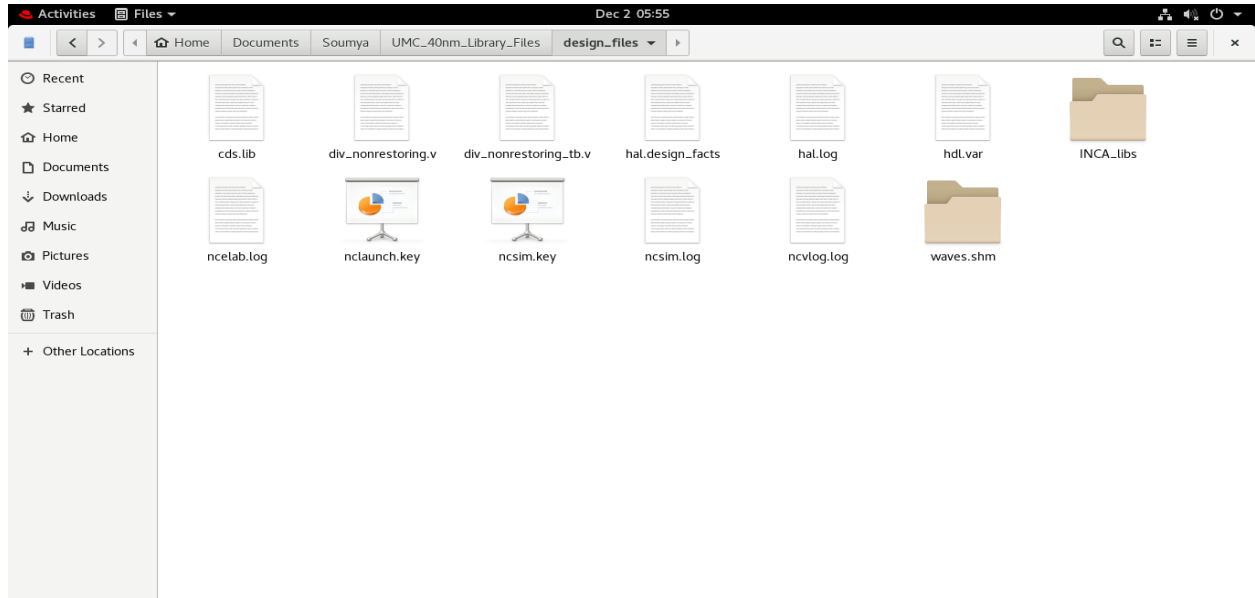 Activities Files Dec 2 05:55
Home Documents Soumya UMC_40nm_Library_Files design_files
Recent
Starred
Home
Documents
Downloads
Music
Pictures
Videos
Trash
+ Other Locations
cds.lib div_nonrestoring.v div_nonrestoring_tb.v hal.design_facts hal.log hdl.var INCA_libs
ncelab.log nclaunch.key ncsim.key ncsim.log ncvlog.log waves.shm